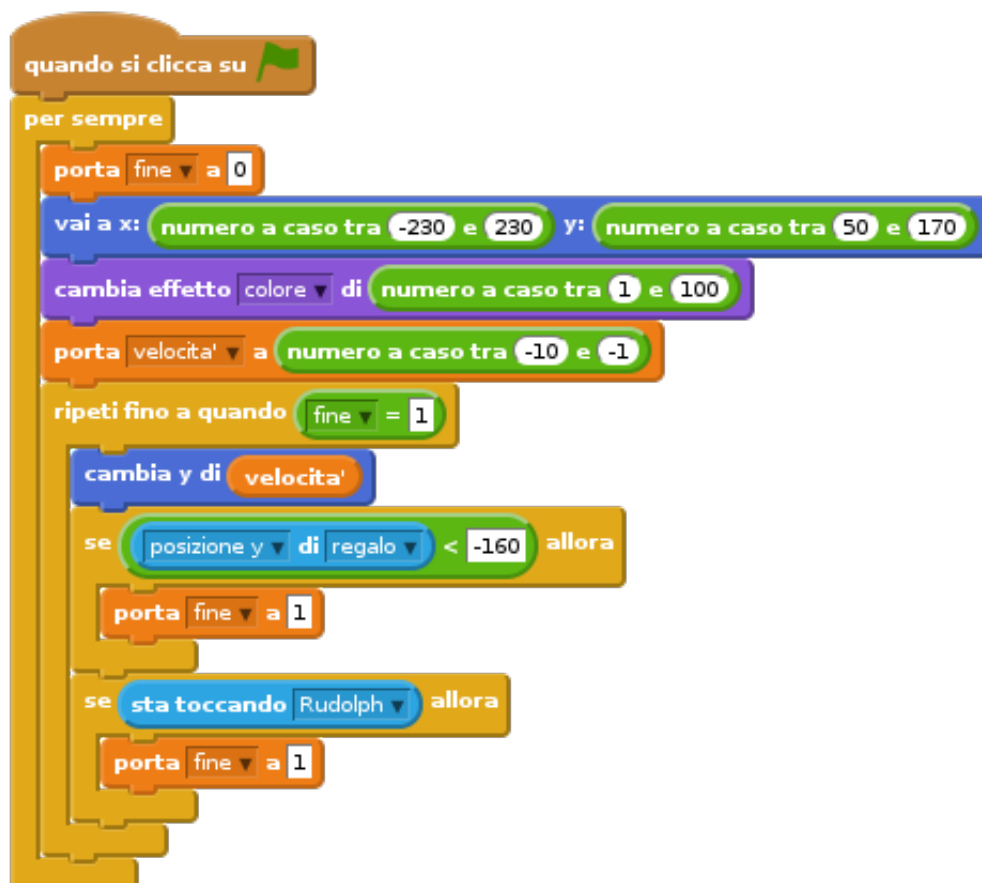 quando si clicca su
per sempre
porta fine a 0
vai a x: numero a caso tra -230 e 230 y: numero a caso tra 50 e 170
cambia effetto colore di numero a caso tra 1 e 100
porta velocita' a numero a caso tra -10 e -1
ripeti fino a quando fine = 1
cambia y di velocita'
se posizione y di regalo < -160 allora
porta fine a 1
se sta toccando Rudolph allora
porta fine a 1